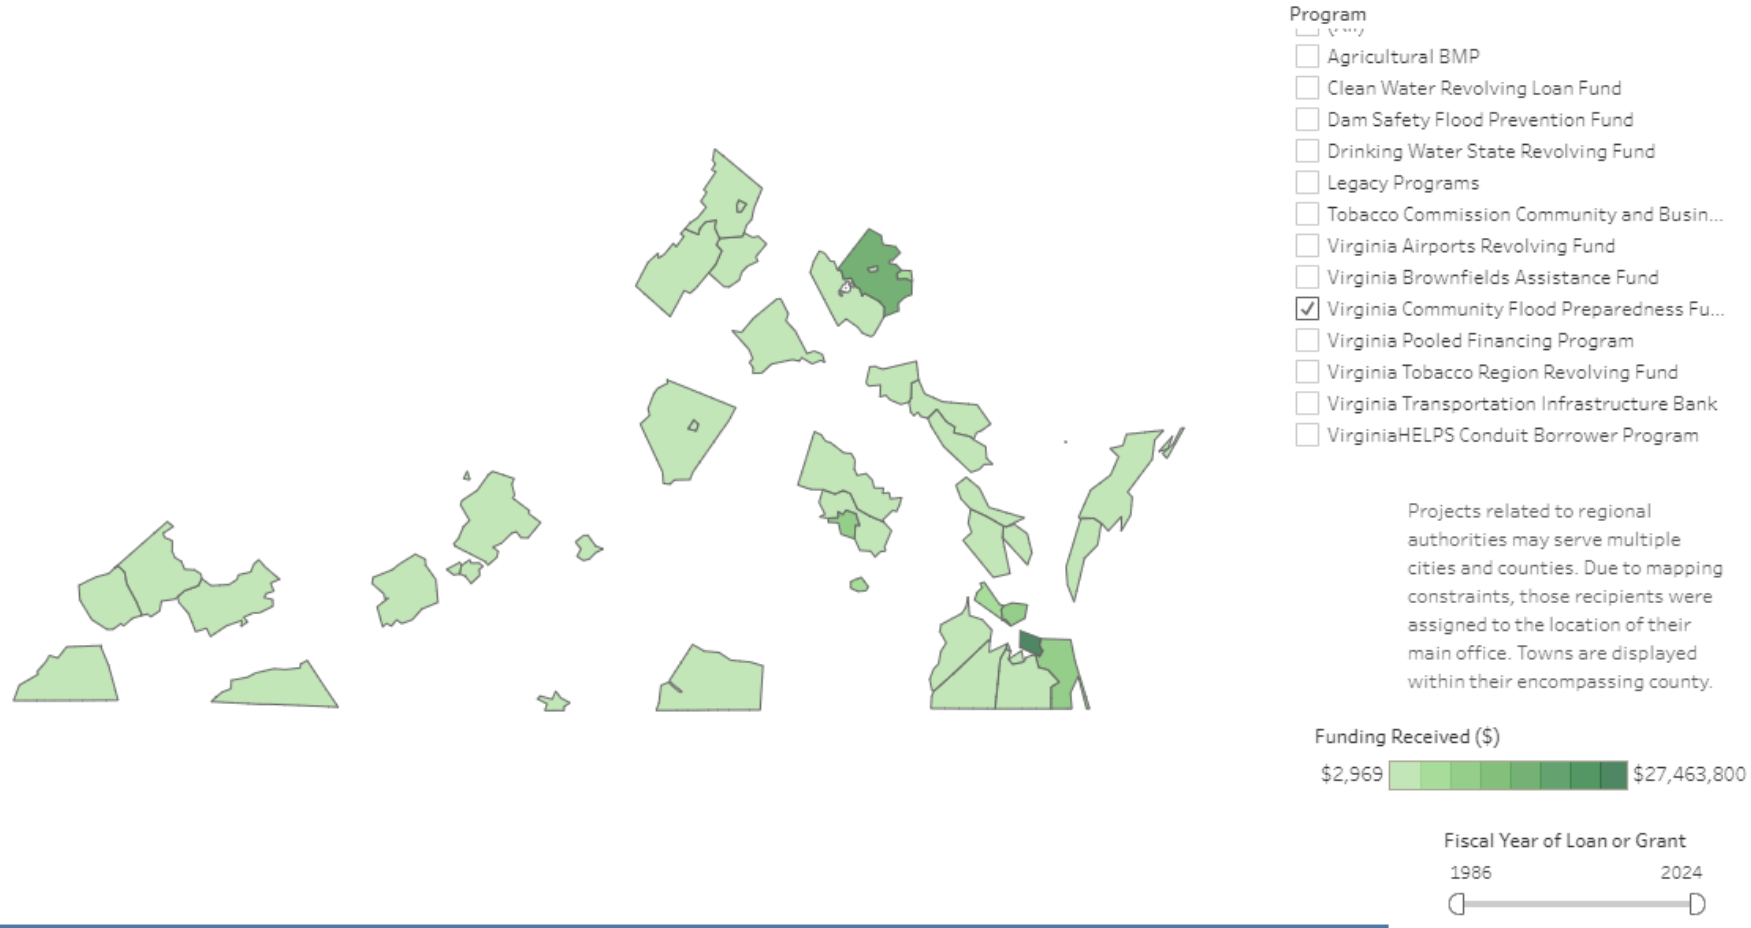 Program
(All)
Agricultural BMP
Clean Water Revolving Loan Fund
Dam Safety Flood Prevention Fund
Drinking Water State Revolving Fund
Legacy Programs
Tobacco Commission Community and Busin...
Virginia Airports Revolving Fund
Virginia Brownfields Assistance Fund
Virginia Community Flood Preparedness Fu...
Virginia Pooled Financing Program
Virginia Tobacco Region Revolving Fund
Virginia Transportation Infrastructure Bank
VirginiaHELPS Conduit Borrower Program
Projects related to regional
authorities may serve multiple
cities and counties. Due to mapping
constraints, those recipients were
assigned to the location of their
main office. Towns are displayed
within their encompassing county.
Funding Received ($)
$2,969 $27,463,800
Fiscal Year of Loan or Grant
1986 2024